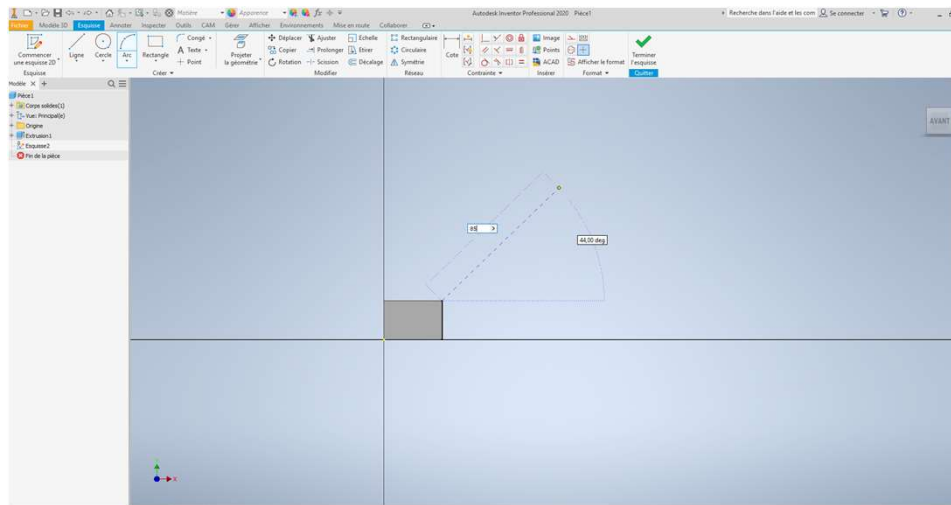 Matière
Apparence
Autodesk Inventor Professional 2020 Pièce1
Recherche dans l'aide et les com
Se connecter
Fichier Modèle 3D Esquisse Annoter Inspecter Outils CAM Gérer Afficher Environnements Mise en route Collaborer
Commencer
une esquisse 2D
Ligne
Cercle
Arc
Rectangle
Congé
Texte
Point
Projeter
la géométrie
Déplacer Ajuster Echelle
Copier Prolonger Etirer
Rotation Scission Décalage
Rectangulaire
Circulaire
Symétrie
Cote
Image
Points
ACAD
Afficher le format
Terminer
l'esquisse
Esquisse
Créer
Modifier
Réseau
Contrainte
Insérer
Format
Quitter
Modèle
Pièce1
Corps solides(1)
Vue: Principal(e)
Origine
Extrusion1
Esquisse2
Fin de la pièce
AVANT
85
44,00 deg
X